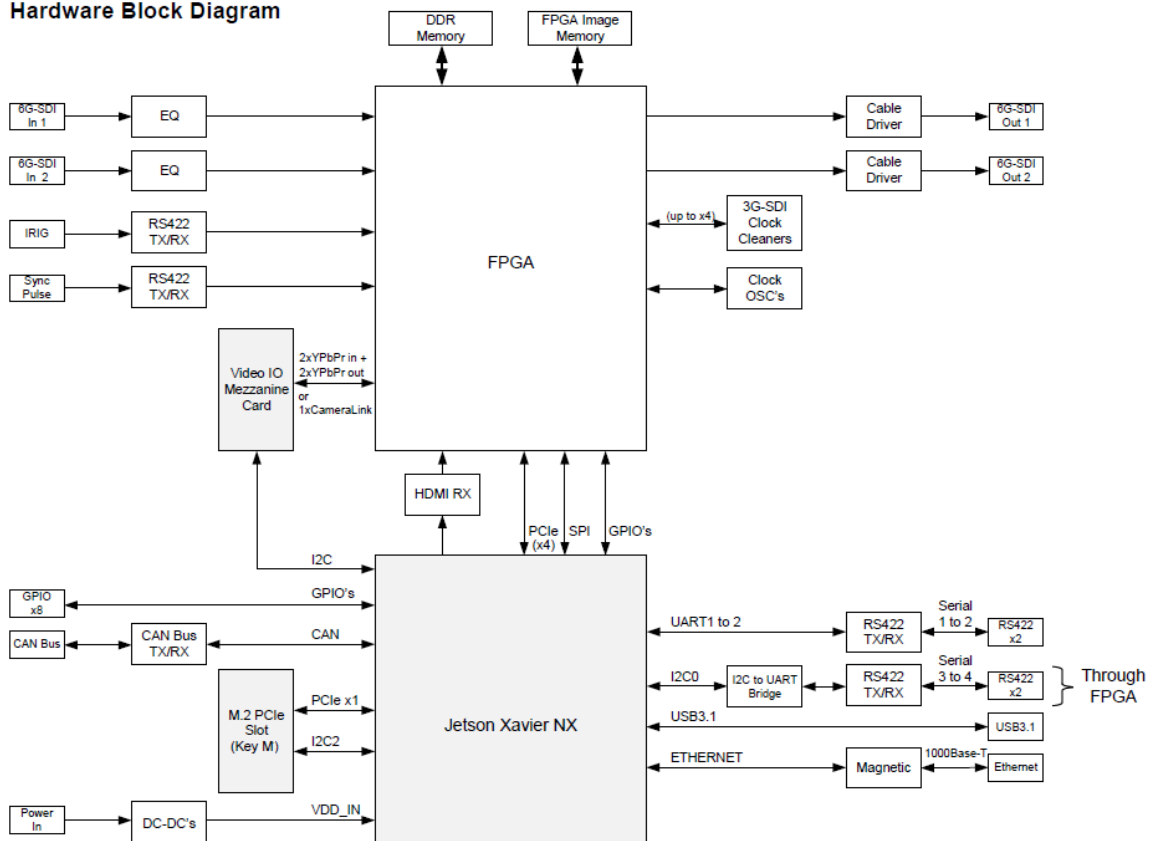 Hardware Block Diagram
DDR
Memory
FPGA Image
Memory
6G-SDI
In 1
EQ
Cable
Driver
6G-SDI
Out 1
6G-SDI
In 2
EQ
Cable
Driver
6G-SDI
Out 2
IRIG
RS422
TX/RX
(up to x4)
3G-SDI
Clock
Cleaners
FPGA
Sync
Pulse
RS422
TX/RX
Clock
OSC's
Video IO
Mezzanine
Card
2xYPbPr in +
2xYPbPr out
or
1xCameraLink
HDMI RX
PCIe
(x4)
SPI
GPIO's
I2C
GPIO
x8
GPIO's
CAN Bus
CAN Bus
TX/RX
CAN
UART1 to 2
RS422
TX/RX
Serial
1 to 2
RS422
x2
I2C0
I2C to UART
Bridge
RS422
TX/RX
Serial
3 to 4
RS422
x2
Through
FPGA
M.2 PCIe
Slot
(Key M)
PCIe x1
I2C2
Jetson Xavier NX
USB3.1
USB3.1
ETHERNET
Magnetic
1000Base-T
Ethernet
Power
In
DC-DC's
VDD_IN